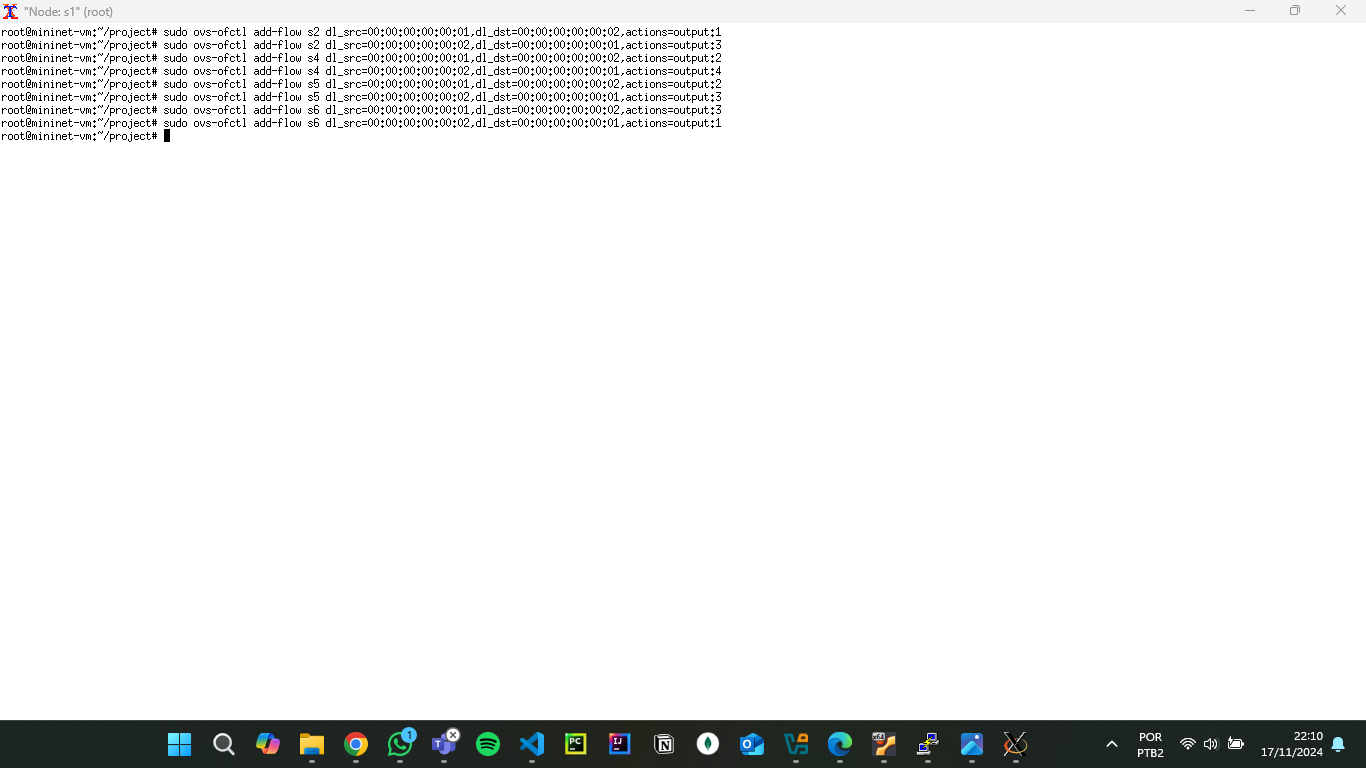 "Node: s1" (root)
root@mininet-vm:~/project# sudo ovs-ofctl add-flow s2 dl_src=00:00:00:00:00:01,dl_dst=00:00:00:00:00:02,actions=output:1
root@mininet-vm:~/project# sudo ovs-ofctl add-flow s2 dl_src=00:00:00:00:00:02,dl_dst=00:00:00:00:00:01,actions=output:3
root@mininet-vm:~/project# sudo ovs-ofctl add-flow s4 dl_src=00:00:00:00:00:01,dl_dst=00:00:00:00:00:02,actions=output:2
root@mininet-vm:~/project# sudo ovs-ofctl add-flow s4 dl_src=00:00:00:00:00:02,dl_dst=00:00:00:00:00:01,actions=output:4
root@mininet-vm:~/project# sudo ovs-ofctl add-flow s5 dl_src=00:00:00:00:00:01,dl_dst=00:00:00:00:00:02,actions=output:2
root@mininet-vm:~/project# sudo ovs-ofctl add-flow s5 dl_src=00:00:00:00:00:02,dl_dst=00:00:00:00:00:01,actions=output:3
root@mininet-vm:~/project# sudo ovs-ofctl add-flow s6 dl_src=00:00:00:00:00:01,dl_dst=00:00:00:00:00:02,actions=output:3
root@mininet-vm:~/project# sudo ovs-ofctl add-flow s6 dl_src=00:00:00:00:00:02,dl_dst=00:00:00:00:00:01,actions=output:1
root@mininet-vm:~/project#
1
PC
IJ
x64
POR
PTB2
22:10
17/11/2024